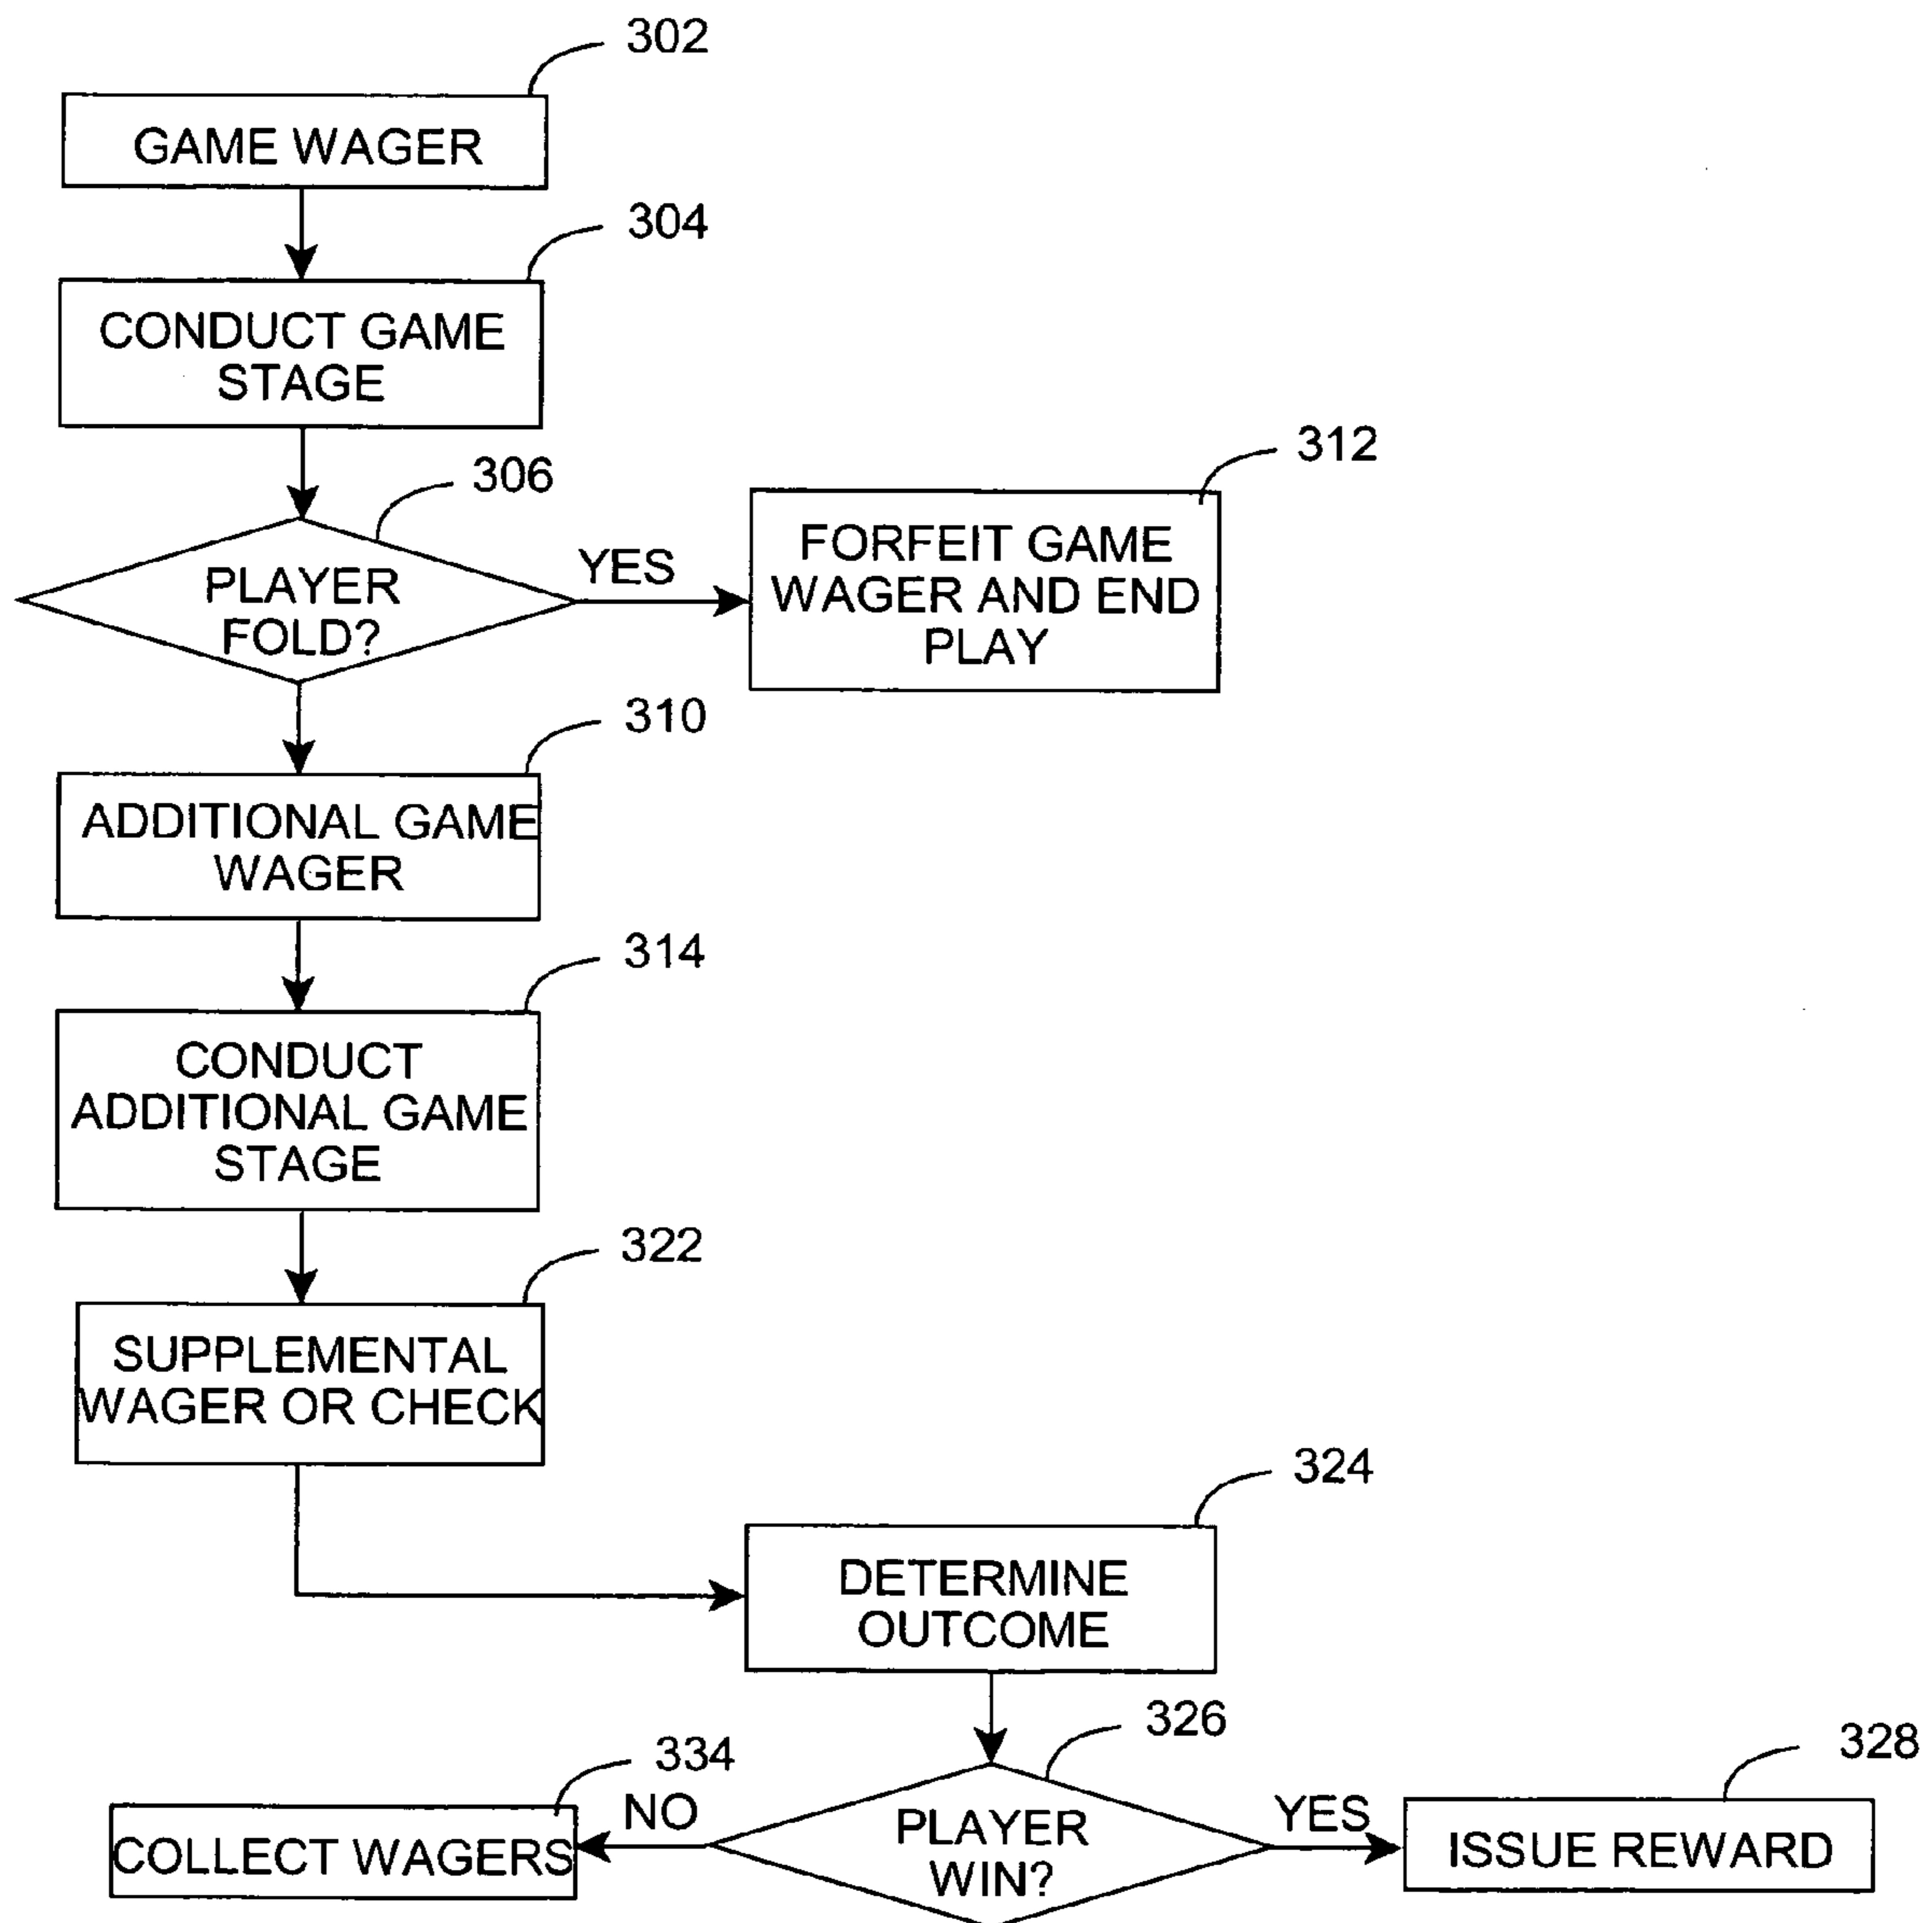 302
GAME WAGER
304
CONDUCT GAME
STAGE
306
PLAYER
FOLD?
YES
312
FORFEIT GAME
WAGER AND END
PLAY
310
ADDITIONAL GAME
WAGER
314
CONDUCT
ADDITIONAL GAME
STAGE
322
SUPPLEMENTAL
WAGER OR CHECK
324
DETERMINE
OUTCOME
326
PLAYER
WIN?
NO
334
COLLECT WAGERS
YES
328
ISSUE REWARD